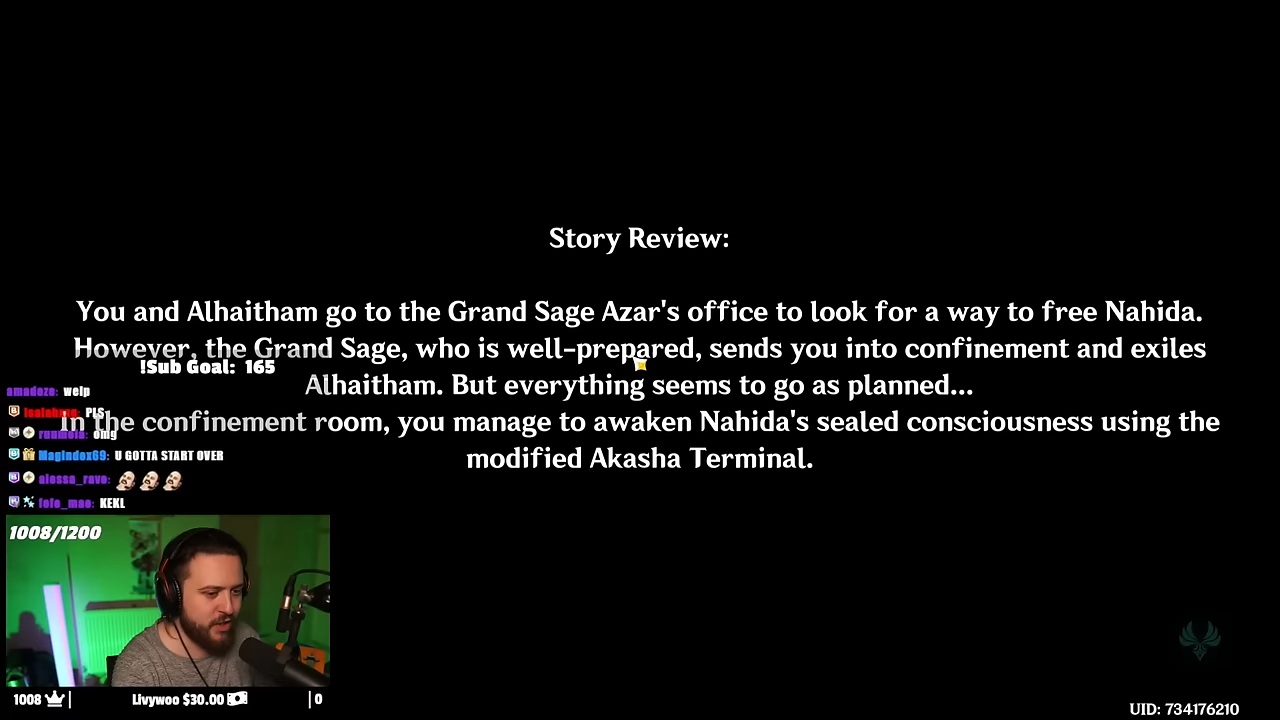 Story Review:
You and Alhaitham go to the Grand Sage Azar's office to look for a way to free Nahida.
However, the Grand Sage, who is well-prepared, sends you into confinement and exiles
Alhaitham. But everything seems to go as planned...
In the confinement room, you manage to awaken Nahida's sealed consciousness using the
modified Akasha Terminal.
!Sub Goal: 165
amadeze: welp
PLS
omg
Magindex69: U GOTTA START OVER
alessa_rave:
fefe_mae: KEKL
1008/1200
1008
Livywoo $30.00
0
UID: 734176210